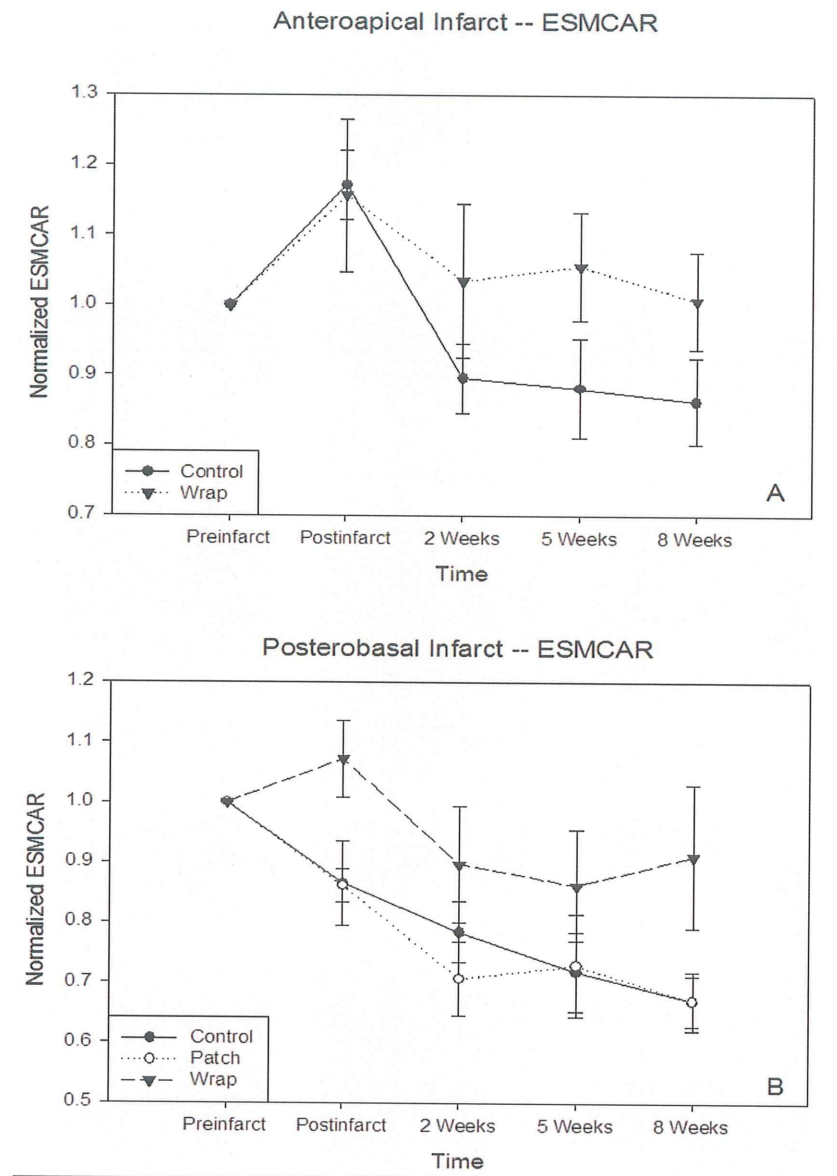 Anteroapical Infarct -- ESMCAR
Normalized ESMCAR
1.3
1.2
1.1
1.0
0.9
0.8
0.7
Control
Wrap
A
Preinfarct Postinfarct 2 Weeks 5 Weeks 8 Weeks
Time
Posterobasal Infarct -- ESMCAR
Normalized ESMCAR
1.2
1.1
1.0
0.9
0.8
0.7
0.6
0.5
Control
Patch
Wrap
B
Preinfarct Postinfarct 2 Weeks 5 Weeks 8 Weeks
Time